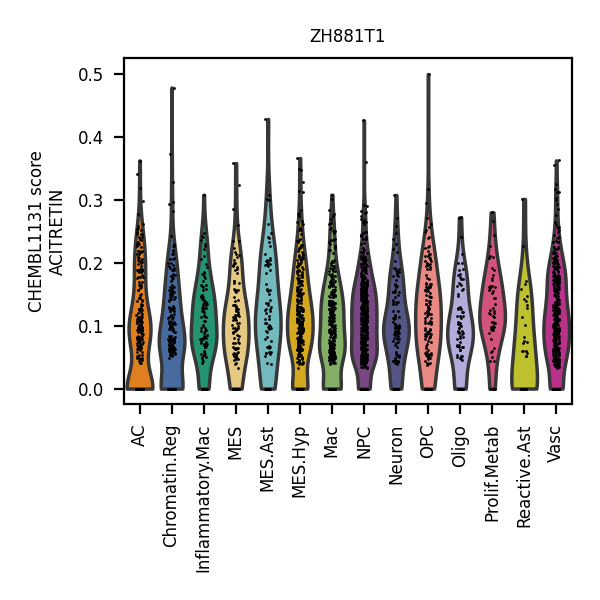 ZH881T1
CHEMBL1131 score
ACITRETIN
0.5
0.4
0.3
0.2
0.1
0.0
AC
Chromatin.Reg
Inflammatory.Mac
MES
MES.Ast
MES.Hyp
Mac
NPC
Neuron
OPC
Oligo
Prolif.Metab
Reactive.Ast
Vasc